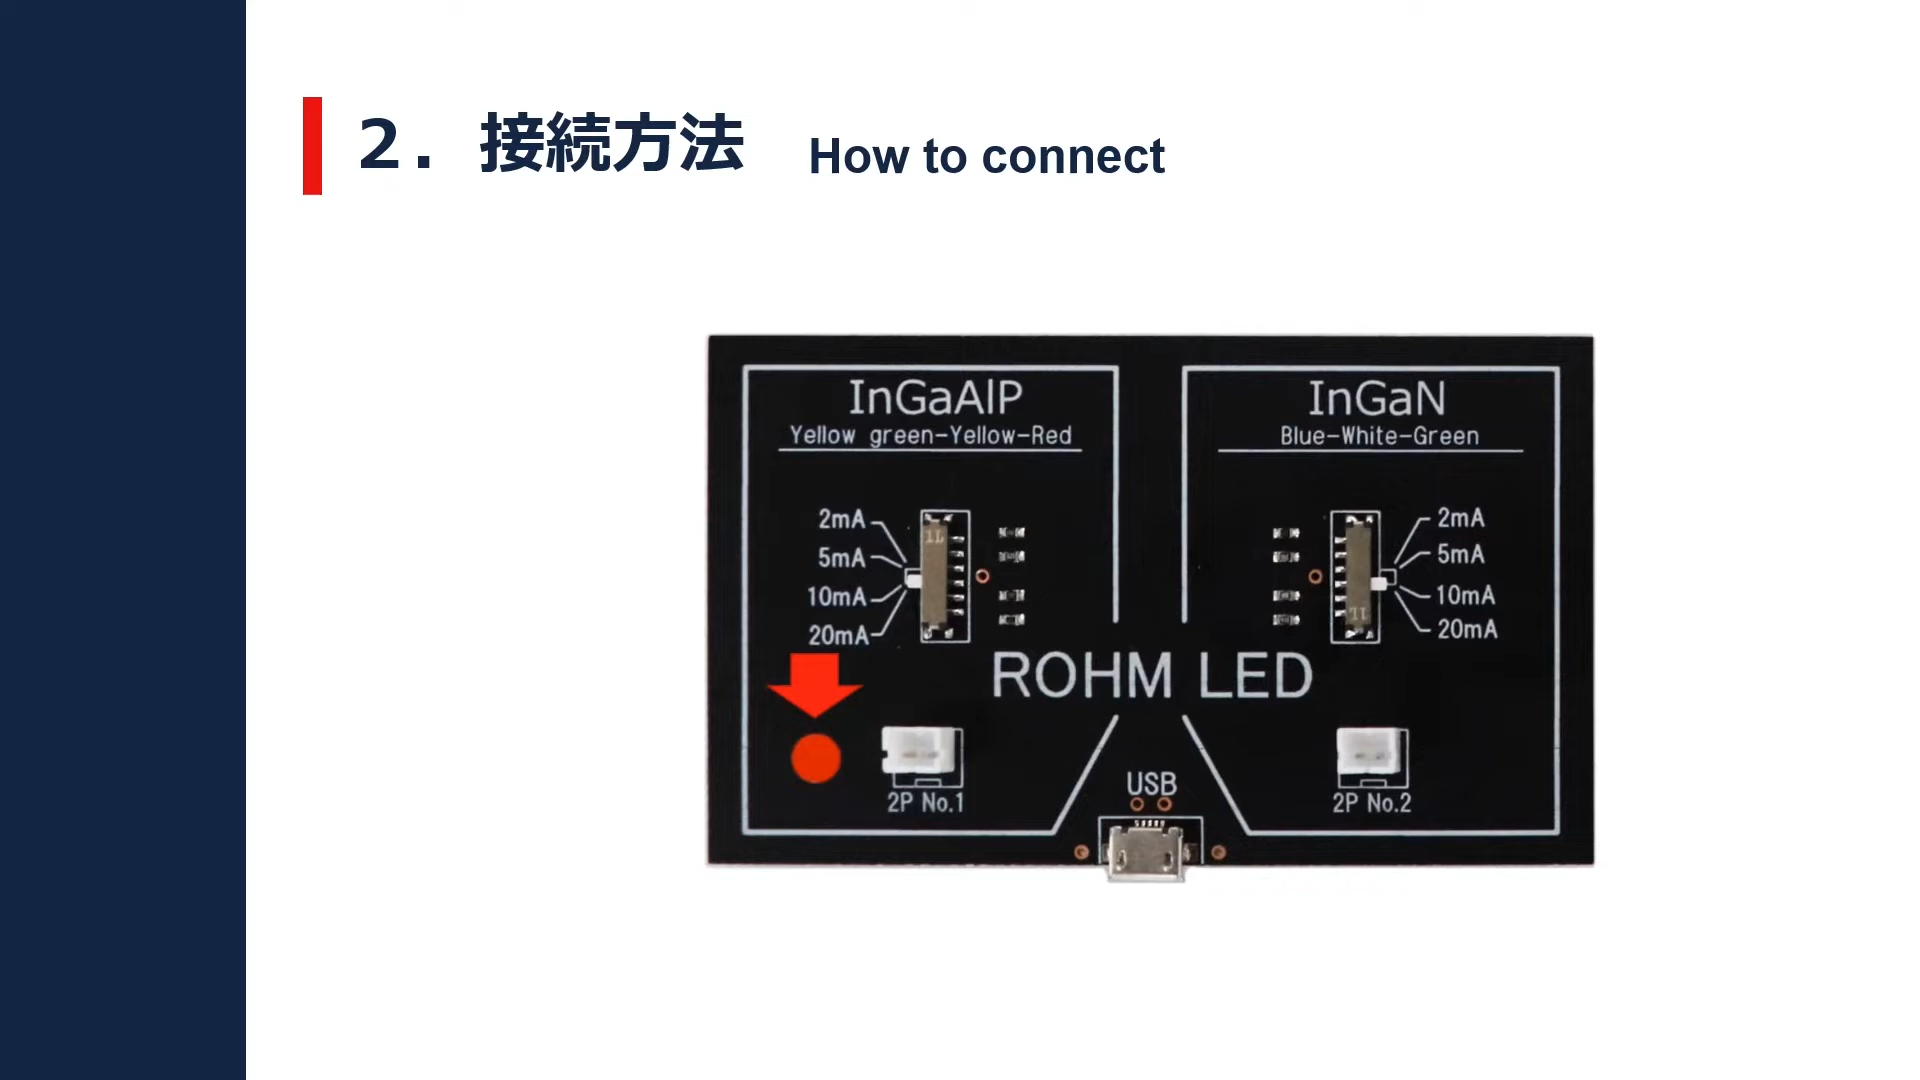 2．接続方法 How to connect
InGaAlP
Yellow green-Yellow-Red
2mA
5mA
10mA
20mA
InGaN
Blue-White-Green
2mA
5mA
10mA
20mA
ROHM LED
2P No.1
USB
2P No.2